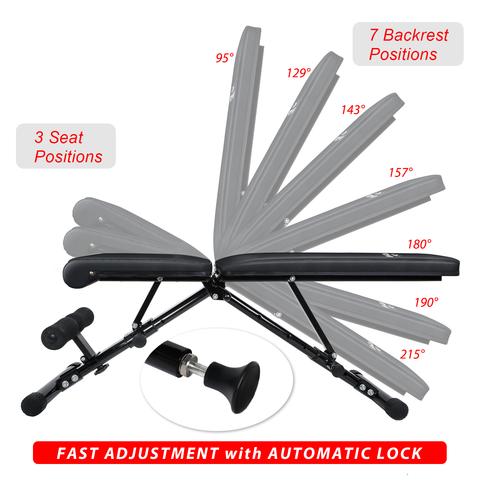 7 Backrest
Positions
95°
129°
143°
3 Seat
Positions
157°
180°
190°
215°
FAST ADJUSTMENT with AUTOMATIC LOCK